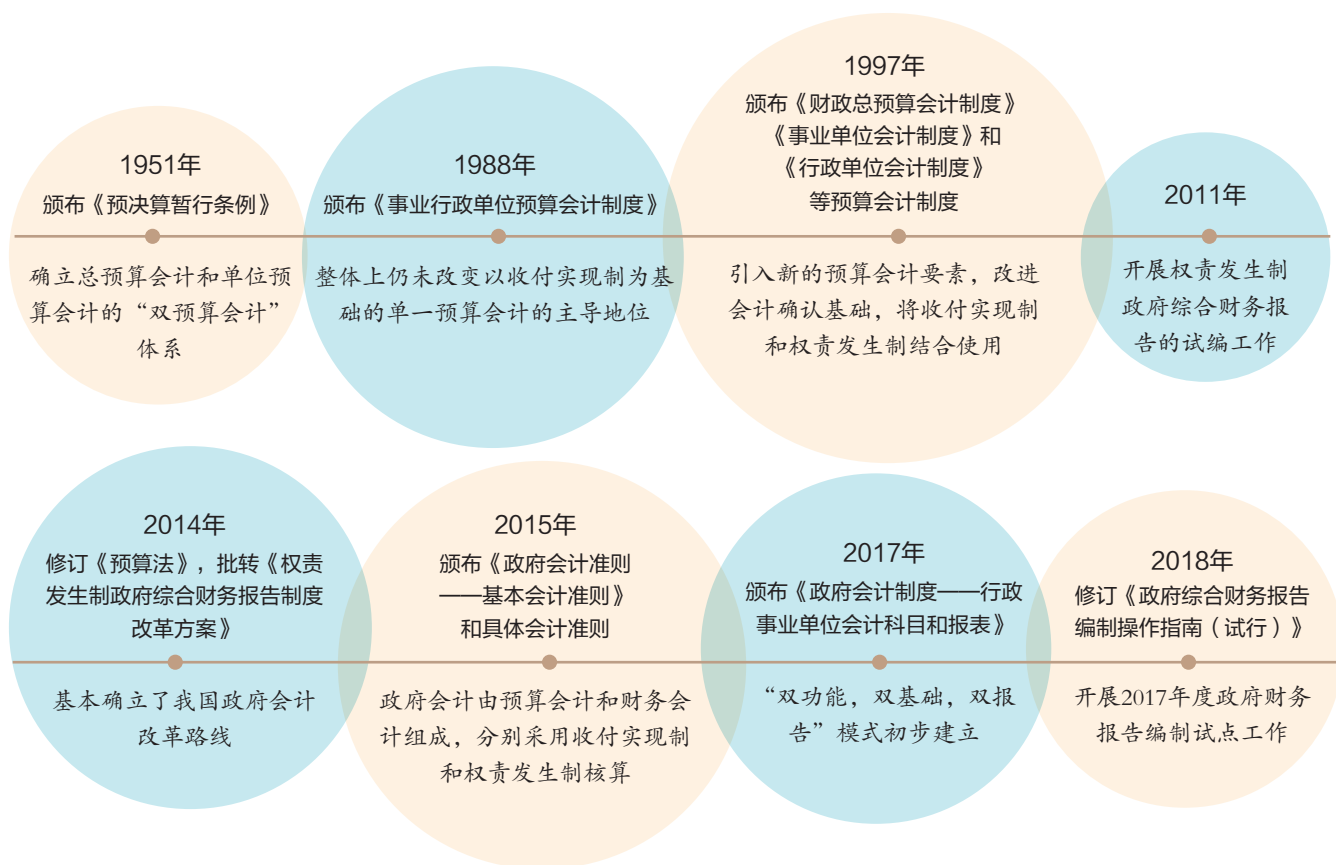 1951年
颁布《预决算暂行条例》
确立总预算会计和单位预
算会计的“双预算会计”
体系
1988年
颁布《事业行政单位预算会计制度》
整体上仍未改变以收付实现制为基
础的单一预算会计的主导地位
1997年
颁布《财政总预算会计制度》
《事业单位会计制度》和
《行政单位会计制度》
等预算会计制度
引入新的预算会计要素，改进
会计确认基础，将收付实现制
和权责发生制结合使用
2011年
开展权责发生制
政府综合财务报
告的试编工作
2014年
修订《预算法》，批转《权责
发生制政府综合财务报告制度
改革方案》
基本确立了我国政府会计
改革路线
2015年
颁布《政府会计准则
——基本会计准则》
和具体会计准则
政府会计由预算会计和财务会
计组成，分别采用收付实现制
和权责发生制核算
2017年
颁布《政府会计制度——行政
事业单位会计科目和报表》
“双功能，双基础，双报
告”模式初步建立
2018年
修订《政府综合财务报告
编制操作指南（试行）》
开展2017年度政府财务
报告编制试点工作